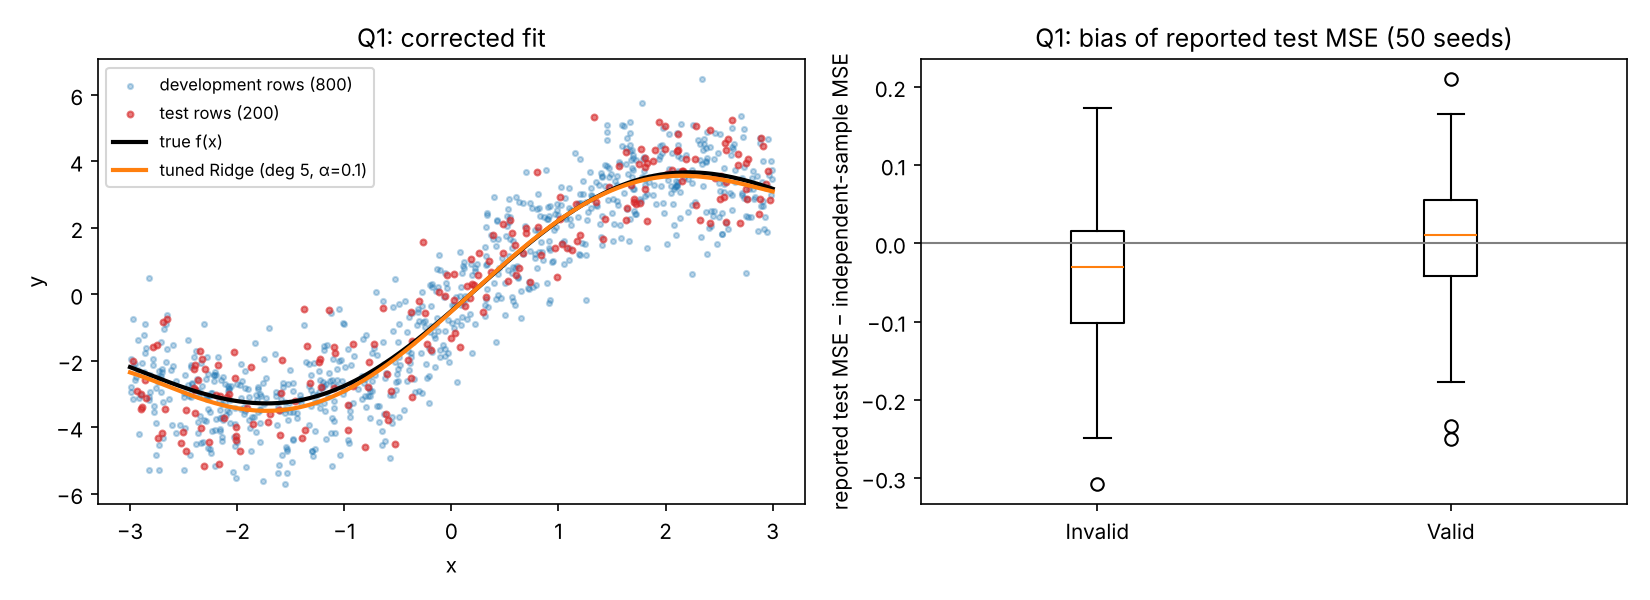 Q1: corrected fit
development rows (800)
test rows (200)
true f(x)
tuned Ridge (deg 5, α=0.1)
y
6
4
2
0
−2
−4
−6
−3
−2
−1
0
1
2
3
x
Q1: bias of reported test MSE (50 seeds)
reported test MSE − independent-sample MSE
0.2
0.1
0.0
−0.1
−0.2
−0.3
Invalid
Valid